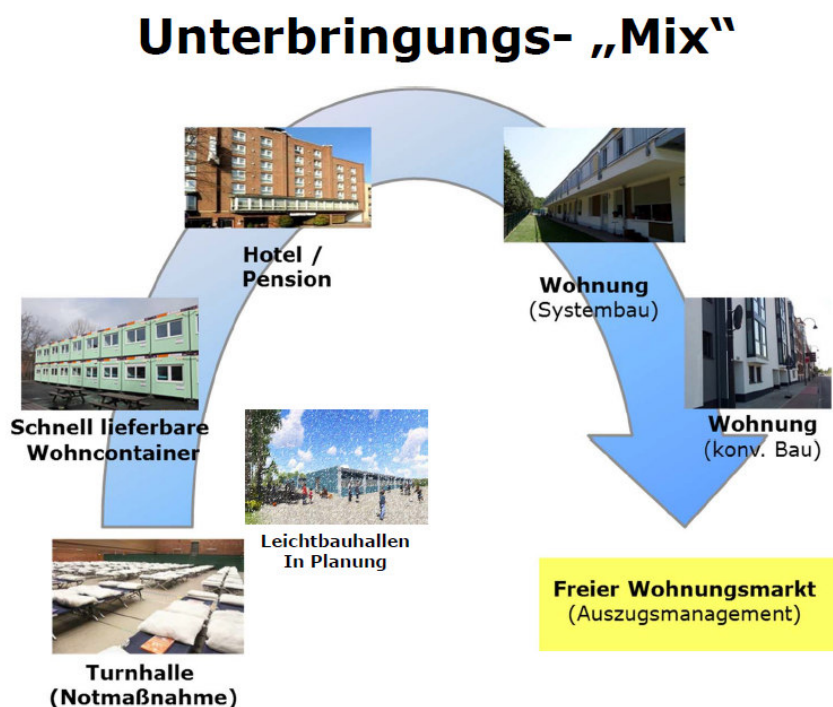 Unterbringungs- „Mix“
Hotel /
Pension
Wohnung
(Systembau)
Schnell lieferbare
Wohncontainer
Wohnung
(konv. Bau)
Leichtbauhallen
In Planung
Freier Wohnungsmarkt
(Auszugsmanagement)
Turnhalle
(Notmaßnahme)